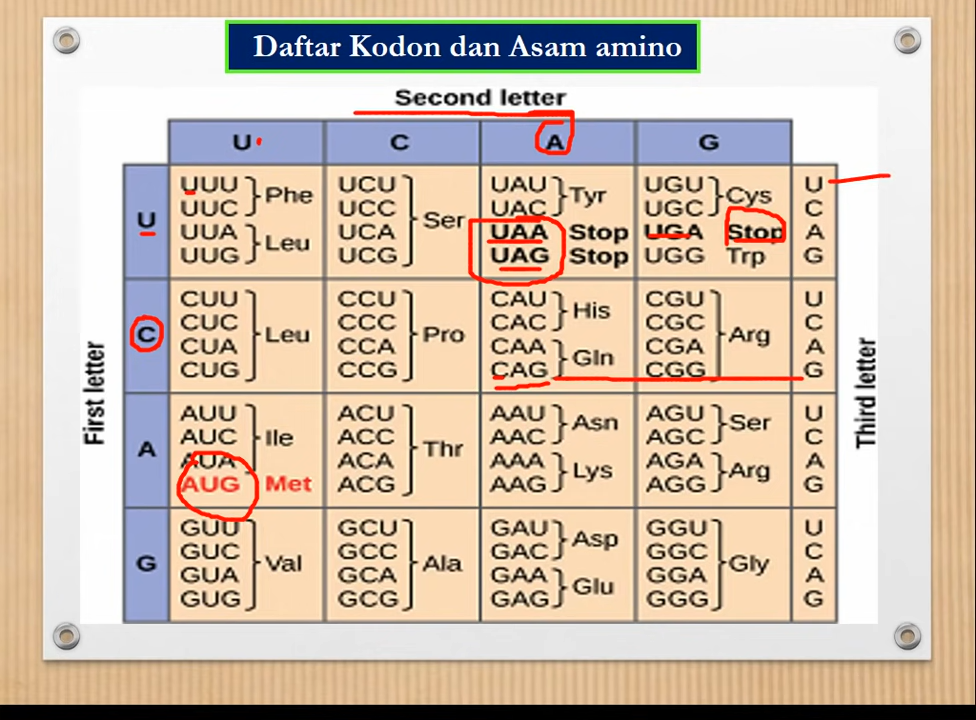 Daftar Kodon dan Asam amino
Second letter
U C A G
First letter
Third letter
U
UUU UUC Phe
UUA UUG Leu
UCU UCC UCA UCG Ser
UAU UAC Tyr
UAA Stop
UAG Stop
UGU UGC Cys
UGA Stop
UGG Trp
U C A G
C
CUU CUC CUA CUG Leu
CCU CCC CCA CCG Pro
CAU CAC His
CAA CAG Gln
CGU CGC CGA CGG Arg
U C A G
A
AUU AUC AUA Ile
AUG Met
ACU ACC ACA ACG Thr
AAU AAC Asn
AAA AAG Lys
AGU AGC Ser
AGA AGG Arg
U C A G
G
GUU GUC GUA GUG Val
GCU GCC GCA GCG Ala
GAU GAC Asp
GAA GAG Glu
GGU GGC GGA GGG Gly
U C A G